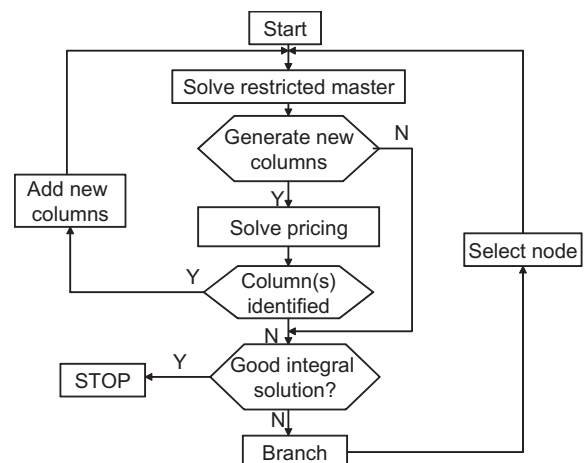 Start
Solve restricted master
Generate new
columns
N
Y
Add new
columns
Solve pricing
Select node
Y
Column(s)
identified
N
Good integral
solution?
Y
STOP
N
Branch